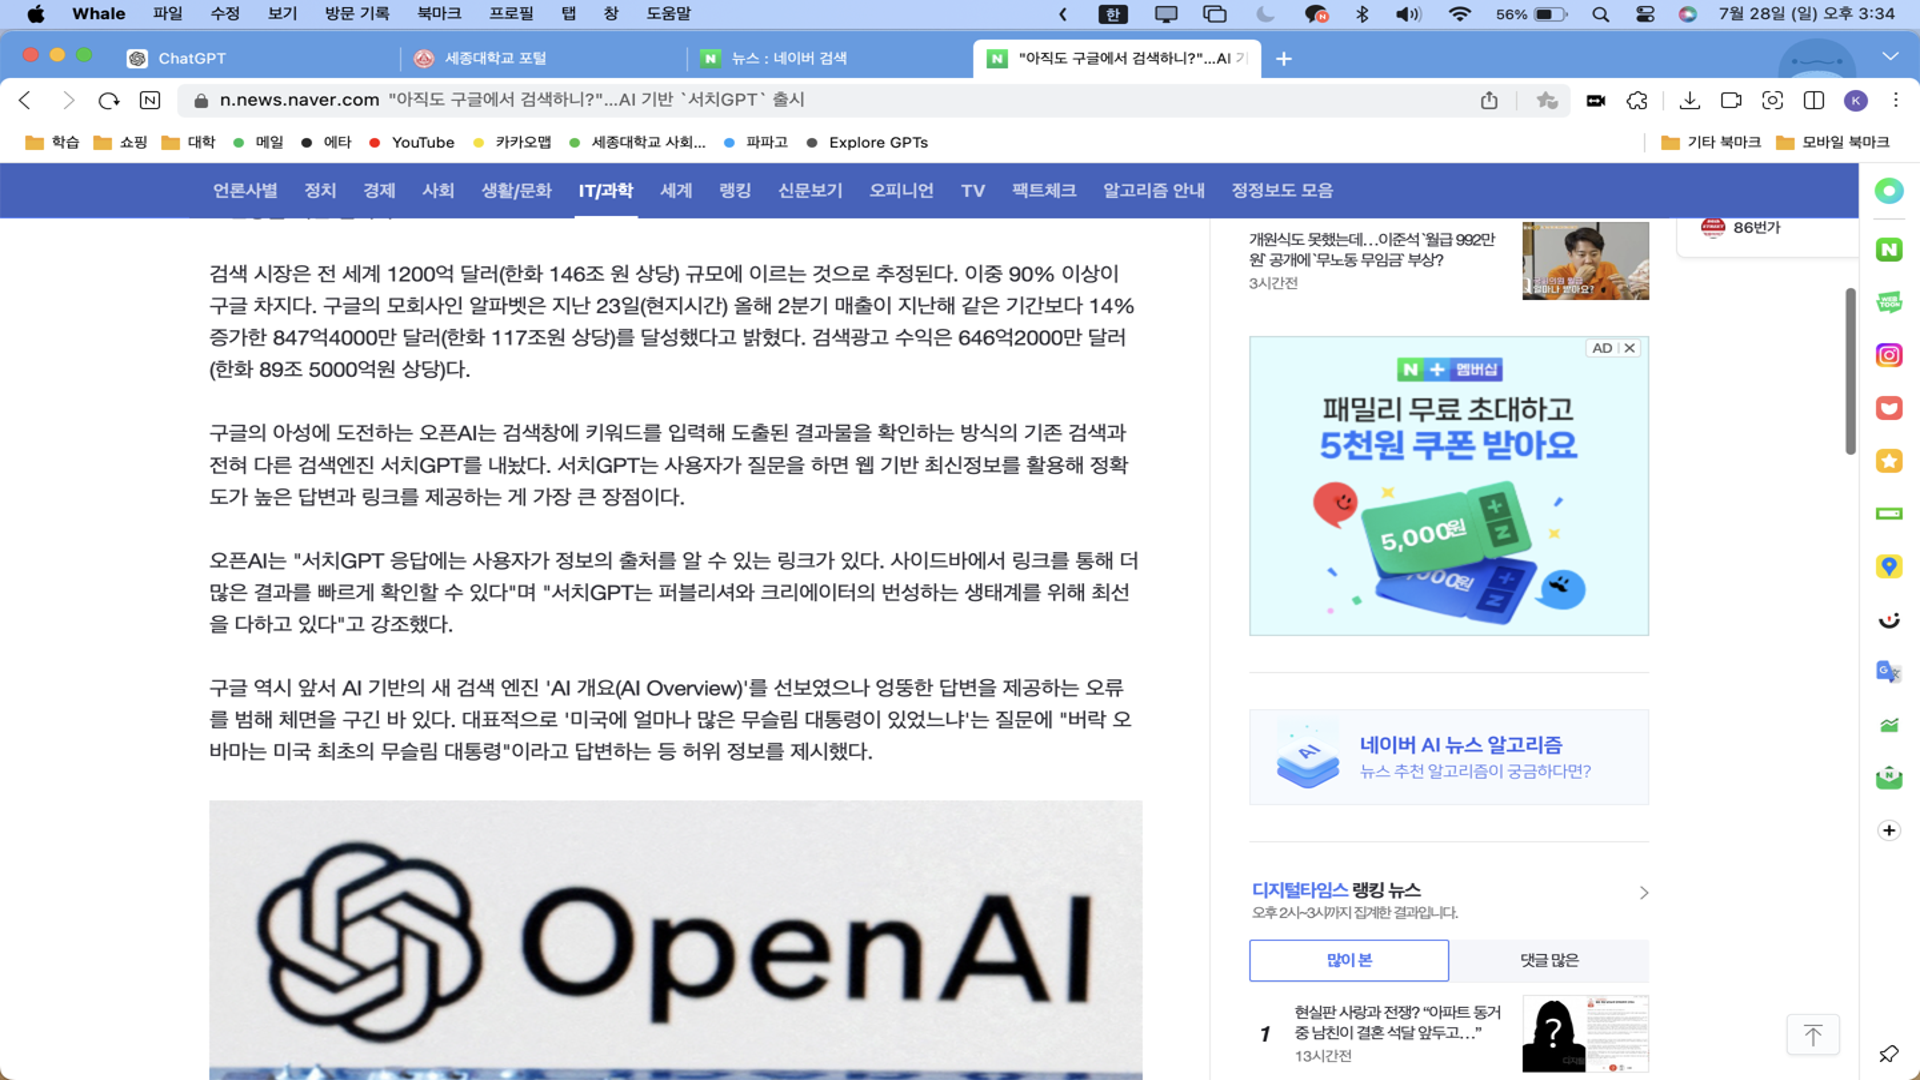 Whale 파일 수정 보기 방문 기록 북마크 프로필 탭 창 도움말 한 56% 7월 28일 (일) 오후 3:34
ChatGPT 세종대학교 포털 뉴스 : 네이버 검색 "아직도 구글에서 검색하니?"...AI 기
n.news.naver.com "아직도 구글에서 검색하니?"...AI 기반 `서치GPT` 출시
학습 쇼핑 대학 메일 에타 YouTube 카카오맵 세종대학교 사회... 파파고 Explore GPTs 기타 북마크 모바일 북마크
언론사별 정치 경제 사회 생활/문화 IT/과학 세계 랭킹 신문보기 오피니언 TV 팩트체크 알고리즘 안내 정정보도 모음
검색 시장은 전 세계 1200억 달러(한화 146조 원 상당) 규모에 이르는 것으로 추정된다. 이중 90% 이상이
구글 차지다. 구글의 모회사인 알파벳은 지난 23일(현지시간) 올해 2분기 매출이 지난해 같은 기간보다 14%
증가한 847억4000만 달러(한화 117조원 상당)를 달성했다고 밝혔다. 검색광고 수익은 646억2000만 달러
(한화 89조 5000억원 상당)다.
구글의 아성에 도전하는 오픈AI는 검색창에 키워드를 입력해 도출된 결과물을 확인하는 방식의 기존 검색과
전혀 다른 검색엔진 서치GPT를 내놨다. 서치GPT는 사용자가 질문을 하면 웹 기반 최신정보를 활용해 정확
도가 높은 답변과 링크를 제공하는 게 가장 큰 장점이다.
오픈AI는 "서치GPT 응답에는 사용자가 정보의 출처를 알 수 있는 링크가 있다. 사이드바에서 링크를 통해 더
많은 결과를 빠르게 확인할 수 있다"며 "서치GPT는 퍼블리셔와 크리에이터의 번성하는 생태계를 위해 최선
을 다하고 있다"고 강조했다.
구글 역시 앞서 AI 기반의 새 검색 엔진 'AI 개요(AI Overview)'를 선보였으나 엉뚱한 답변을 제공하는 오류
를 범해 체면을 구긴 바 있다. 대표적으로 '미국에 얼마나 많은 무슬림 대통령이 있었느냐'는 질문에 "버락 오
바마는 미국 최초의 무슬림 대통령"이라고 답변하는 등 허위 정보를 제시했다.
OpenAI
개원식도 못했는데…이준석 `월급 992만
원` 공개에 `무노동 무임금` 부상?
3시간전
86번가
AD
N + 멤버십
패밀리 무료 초대하고
5천원 쿠폰 받아요
5,000원
네이버 AI 뉴스 알고리즘
뉴스 추천 알고리즘이 궁금하다면?
디지털타임스 랭킹 뉴스
오후 2시~3시까지 집계한 결과입니다.
많이 본 댓글 많은
1
현실판 사랑과 전쟁? “아파트 동거
중 남친이 결혼 석달 앞두고…”
13시간전